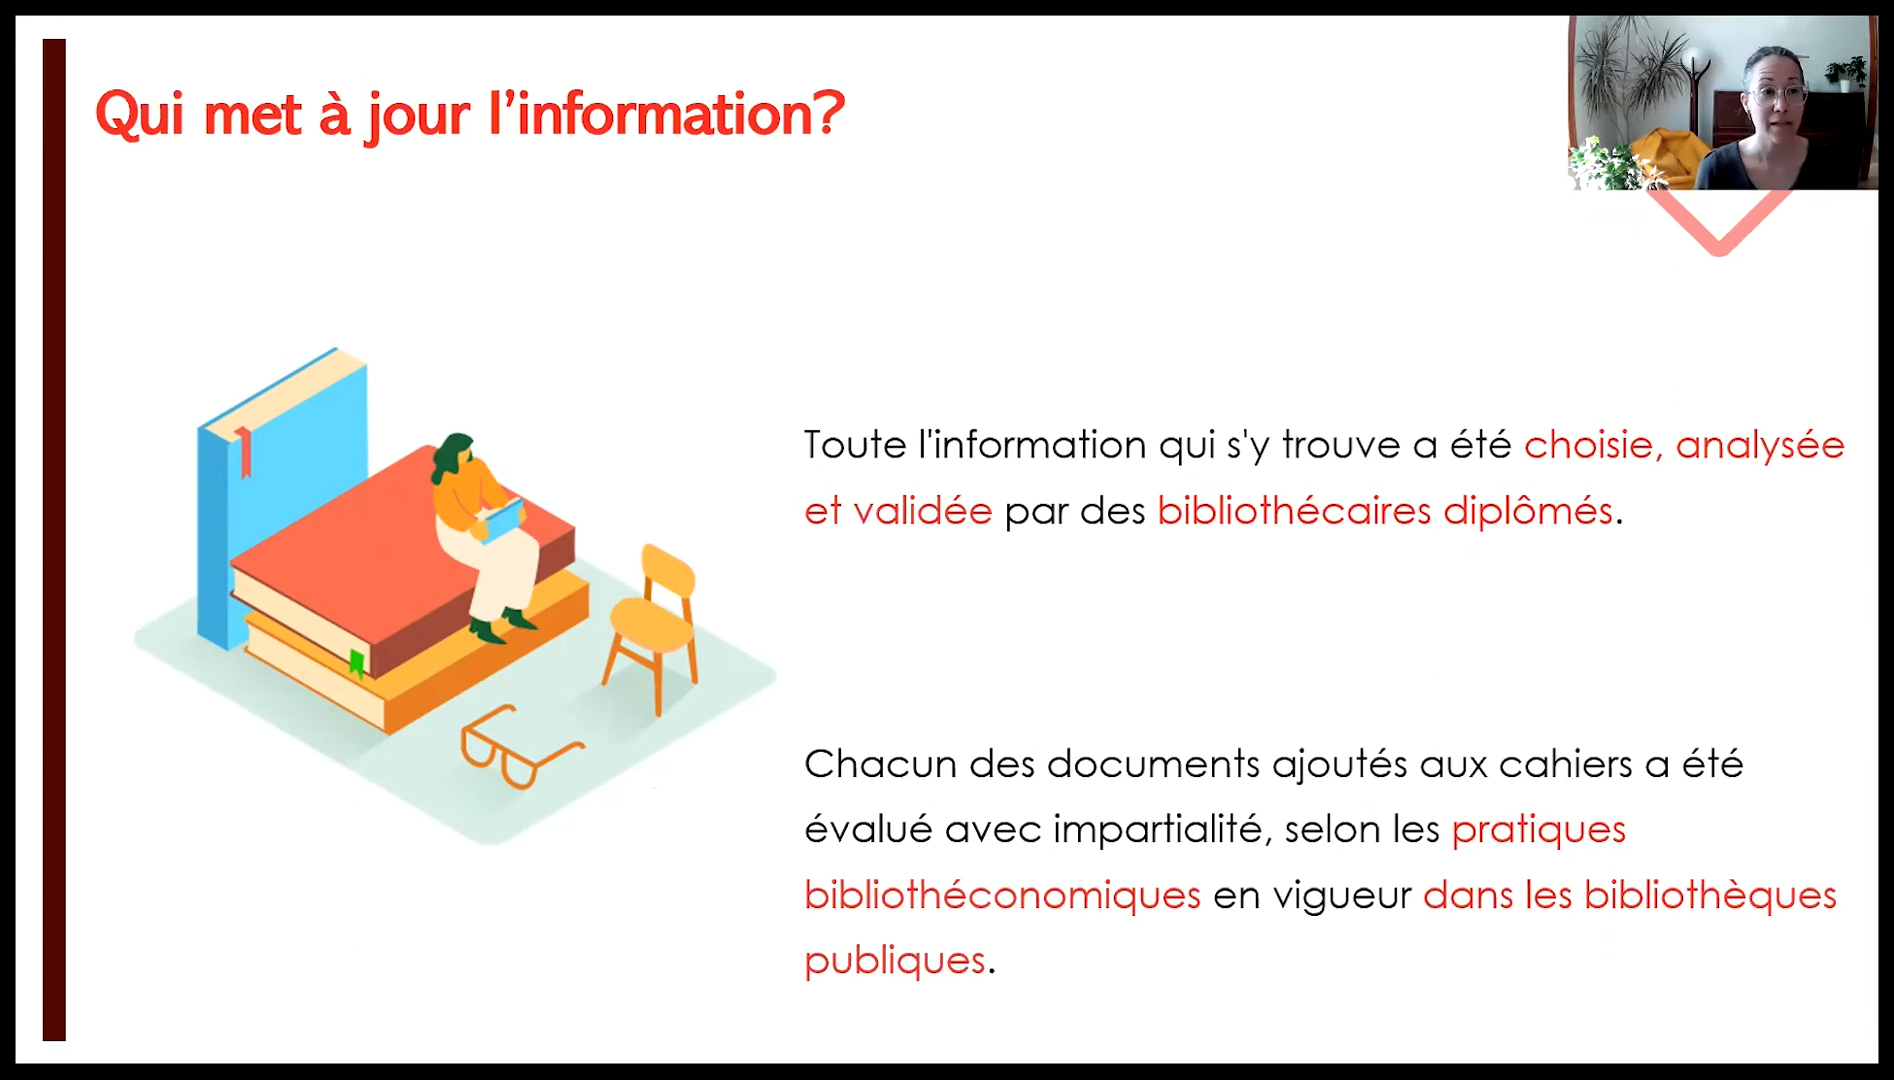 Qui met à jour l’information?
Toute l'information qui s'y trouve a été choisie, analysée
et validée par des bibliothécaires diplômés.
Chacun des documents ajoutés aux cahiers a été
évalué avec impartialité, selon les pratiques
bibliothéconomiques en vigueur dans les bibliothèques
publiques.